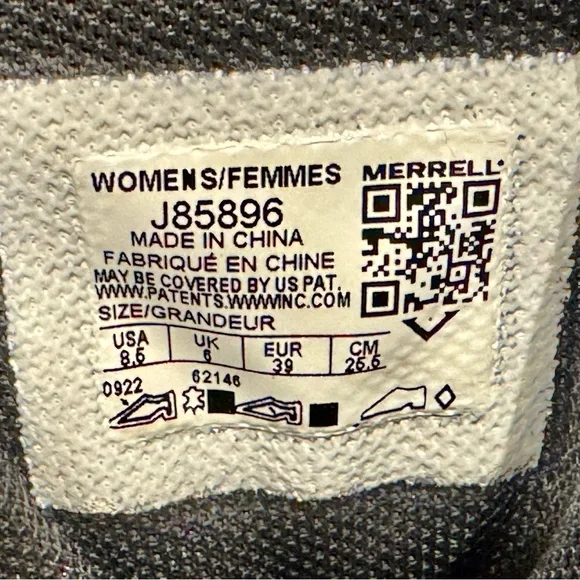 WOMENS/FEMMES
MERRELL
J85896
MADE IN CHINA
FABRIQUÉ EN CHINE
MAY BE COVERED BY US PAT.
WWW.PATENTS.WWWINC.COM
SIZE/GRANDEUR
USA UK EUR CM
8.5 6 39 25.5
0922 62146